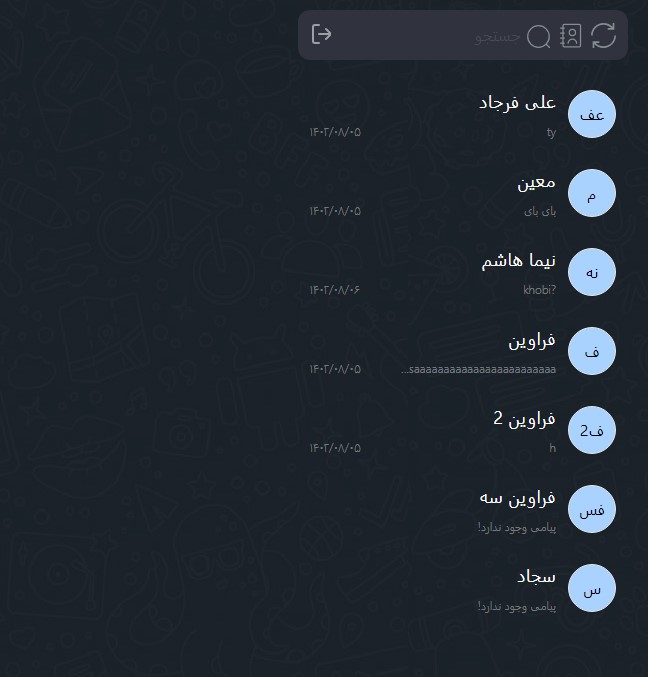 جستجو
عف
علی فرجاد
ty
۱۴۰۲/۰۸/۰۵
م
معین
بای بای
۱۴۰۲/۰۸/۰۵
نه
نیما هاشم
khobi?
۱۴۰۲/۰۸/۰۶
ف
فراوین
...saaaaaaaaaaaaaaaaaaaaaaaa
۱۴۰۲/۰۸/۰۵
ف2
فراوین 2
h
۱۴۰۲/۰۸/۰۵
فس
فراوین سه
پیامی وجود ندارد!
س
سجاد
پیامی وجود ندارد!